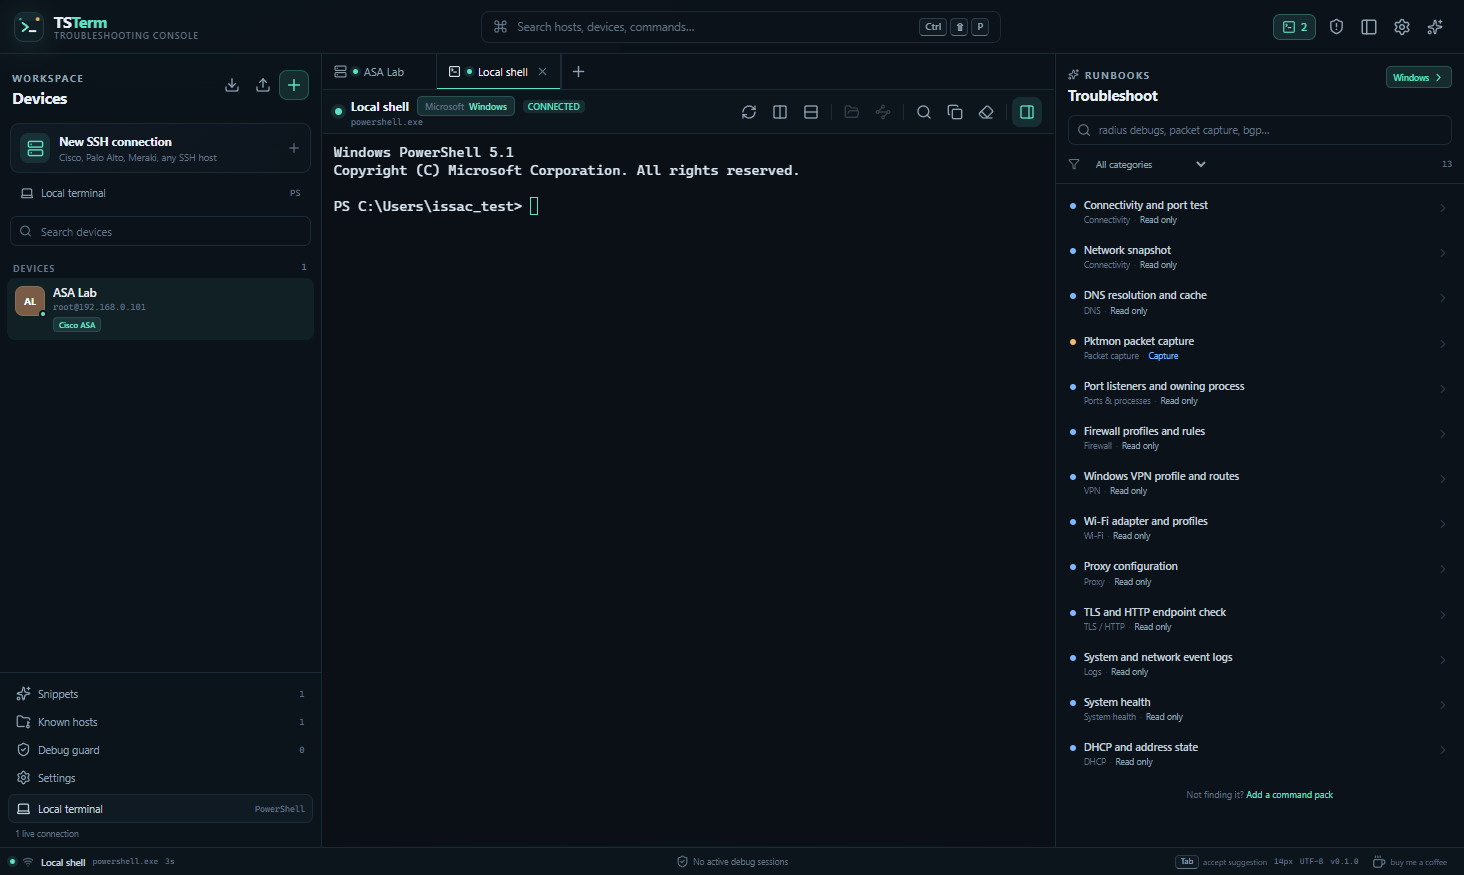 TSTerm
TROUBLESHOOTING CONSOLE
Search hosts, devices, commands...
Ctrl
P
2
WORKSPACE
Devices
New SSH connection
Cisco, Palo Alto, Meraki, any SSH host
Local terminal
PS
Search devices
DEVICES
1
AL
ASA Lab
root@192.168.0.101
Cisco ASA
Snippets
1
Known hosts
1
Debug guard
0
Settings
Local terminal
PowerShell
1 live connection
ASA Lab
Local shell
Local shell
Microsoft Windows
CONNECTED
powershell.exe
Windows PowerShell 5.1
Copyright (C) Microsoft Corporation. All rights reserved.
PS C:\Users\issac_test>
RUNBOOKS
Troubleshoot
Windows
radius debugs, packet capture, bgp...
All categories
13
Connectivity and port test
Connectivity · Read only
Network snapshot
Connectivity · Read only
DNS resolution and cache
DNS · Read only
Pktmon packet capture
Packet capture · Capture
Port listeners and owning process
Ports & processes · Read only
Firewall profiles and rules
Firewall · Read only
Windows VPN profile and routes
VPN · Read only
Wi-Fi adapter and profiles
Wi-Fi · Read only
Proxy configuration
Proxy · Read only
TLS and HTTP endpoint check
TLS / HTTP · Read only
System and network event logs
Logs · Read only
System health
System health · Read only
DHCP and address state
DHCP · Read only
Not finding it? Add a command pack
Local shell
powershell.exe
3s
No active debug sessions
Tab
accept suggestion
14px
UTF-8
v0.1.0
buy me a coffee